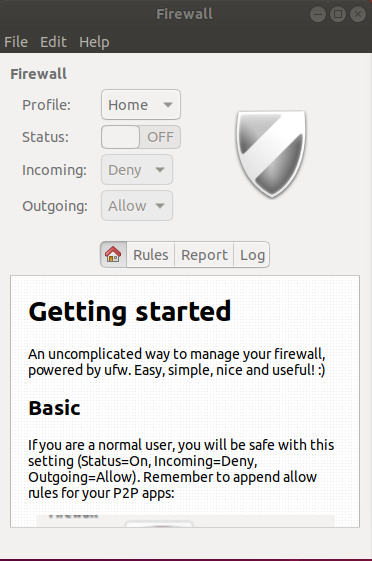 Firewall
File Edit Help
Firewall
Profile: Home
Status: OFF
Incoming: Deny
Outgoing: Allow
Rules Report Log
Getting started
An uncomplicated way to manage your firewall,
powered by ufw. Easy, simple, nice and useful! :)
Basic
If you are a normal user, you will be safe with this
setting (Status=On, Incoming=Deny,
Outgoing=Allow). Remember to append allow
rules for your P2P apps:
Firewall